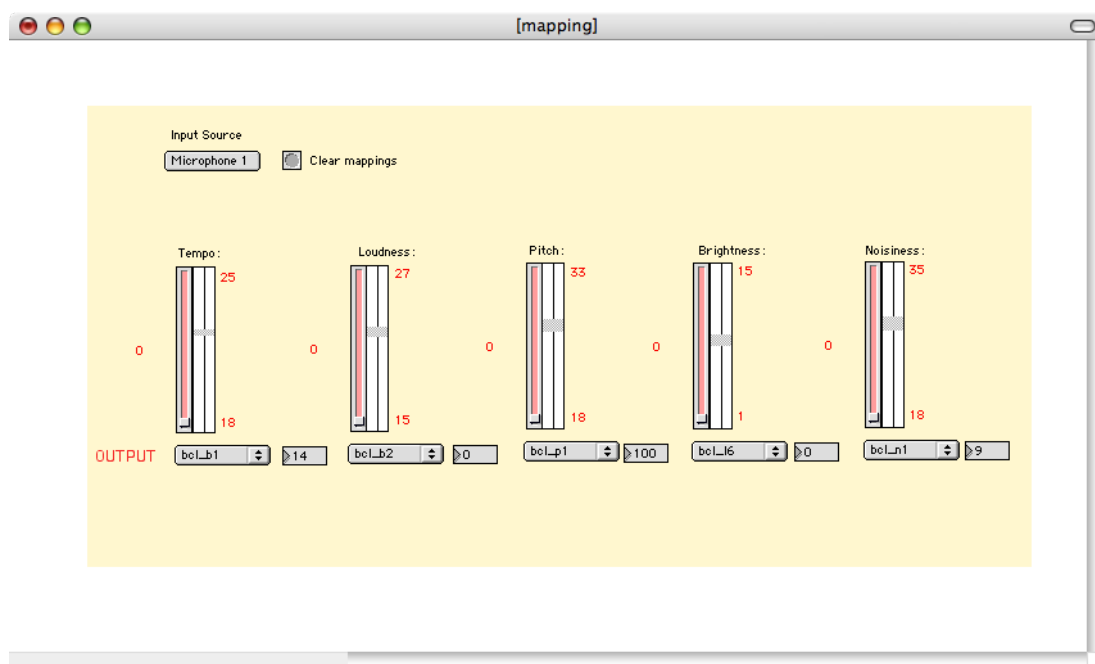 [mapping]
Input Source
Microphone 1 Clear mappings
Tempo: Loudness: Pitch: Brightness: Noisiness:
25 27 33 15 35
0 0 0 0 0
18 15 18 1 18
OUTPUT bcl_b1 14 bcl_b2 0 bcl_p1 100 bcl_l6 0 bcl_n1 9